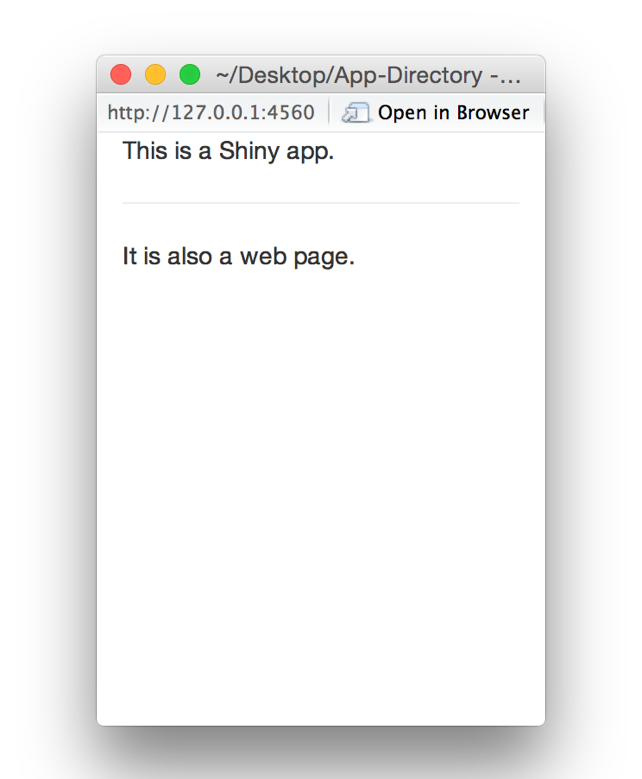 ~/Desktop/App-Directory -...
http://127.0.0.1:4560 Open in Browser
This is a Shiny app.
It is also a web page.